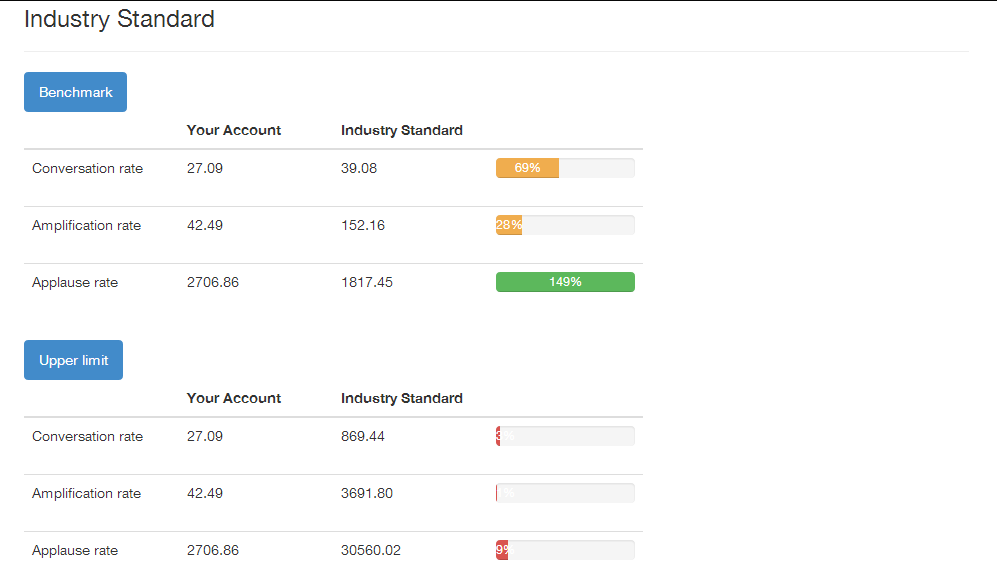 Industry Standard
Benchmark
Your Account Industry Standard
Conversation rate 27.09 39.08 69%
Amplification rate 42.49 152.16 28%
Applause rate 2706.86 1817.45 149%
Upper limit
Your Account Industry Standard
Conversation rate 27.09 869.44 3%
Amplification rate 42.49 3691.80
Applause rate 2706.86 30560.02 9%